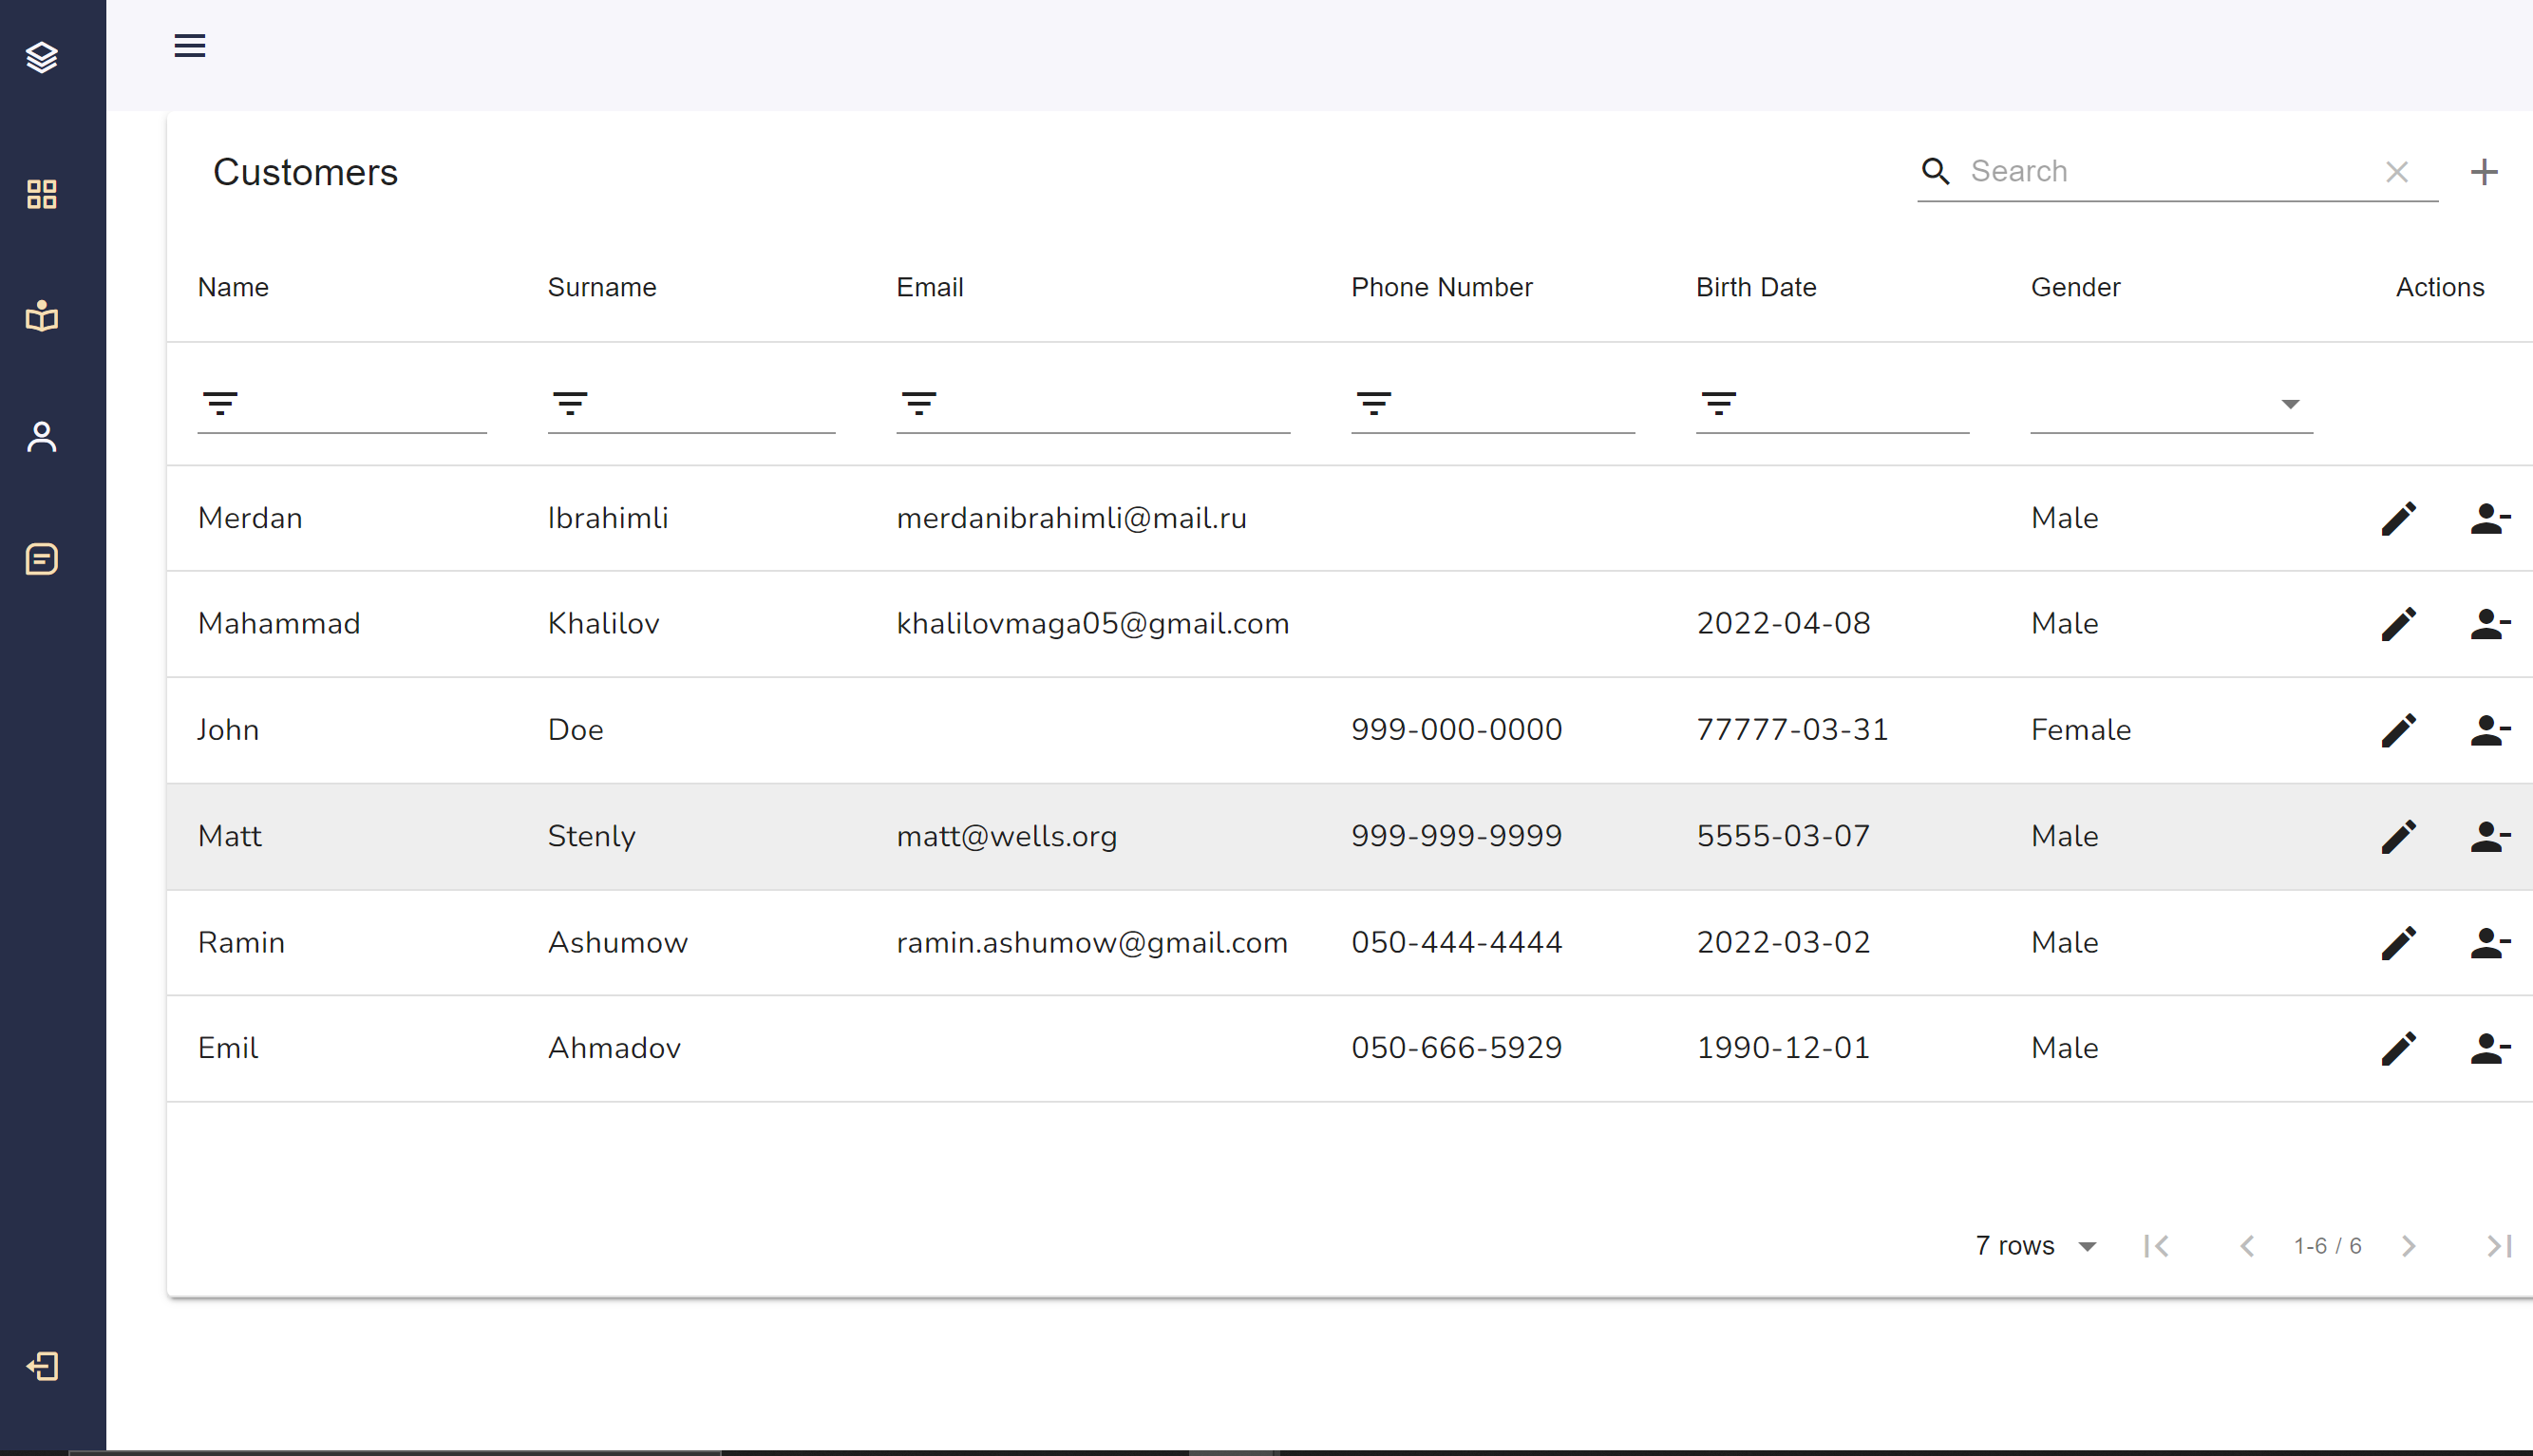 Customers Search
Name Surname Email Phone Number Birth Date Gender Actions
Merdan Ibrahimli merdanibrahimli@mail.ru Male
Mahammad Khalilov khalilovmaga05@gmail.com 2022-04-08 Male
John Doe 999-000-0000 77777-03-31 Female
Matt Stenly matt@wells.org 999-999-9999 5555-03-07 Male
Ramin Ashumow ramin.ashumow@gmail.com 050-444-4444 2022-03-02 Male
Emil Ahmadov 050-666-5929 1990-12-01 Male
7 rows 1-6 / 6